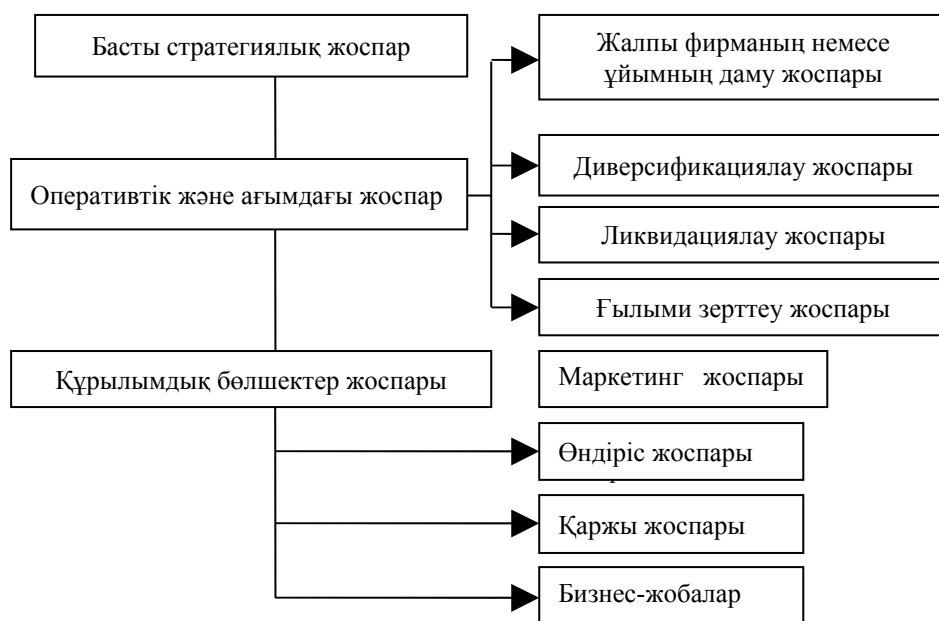 Басты стратегиялық жоспар
Жалпы фирманың немесе
ұйымның даму жоспары
Оперативтік және ағымдағы жоспар
Диверсификациялау жоспары
Ликвидациялау жоспары
Ғылыми зерттеу жоспары
Құрылымдық бөлшектер жоспары
Маркетинг жоспары
Өндіріс жоспары
Қаржы жоспары
Бизнес-жобалар